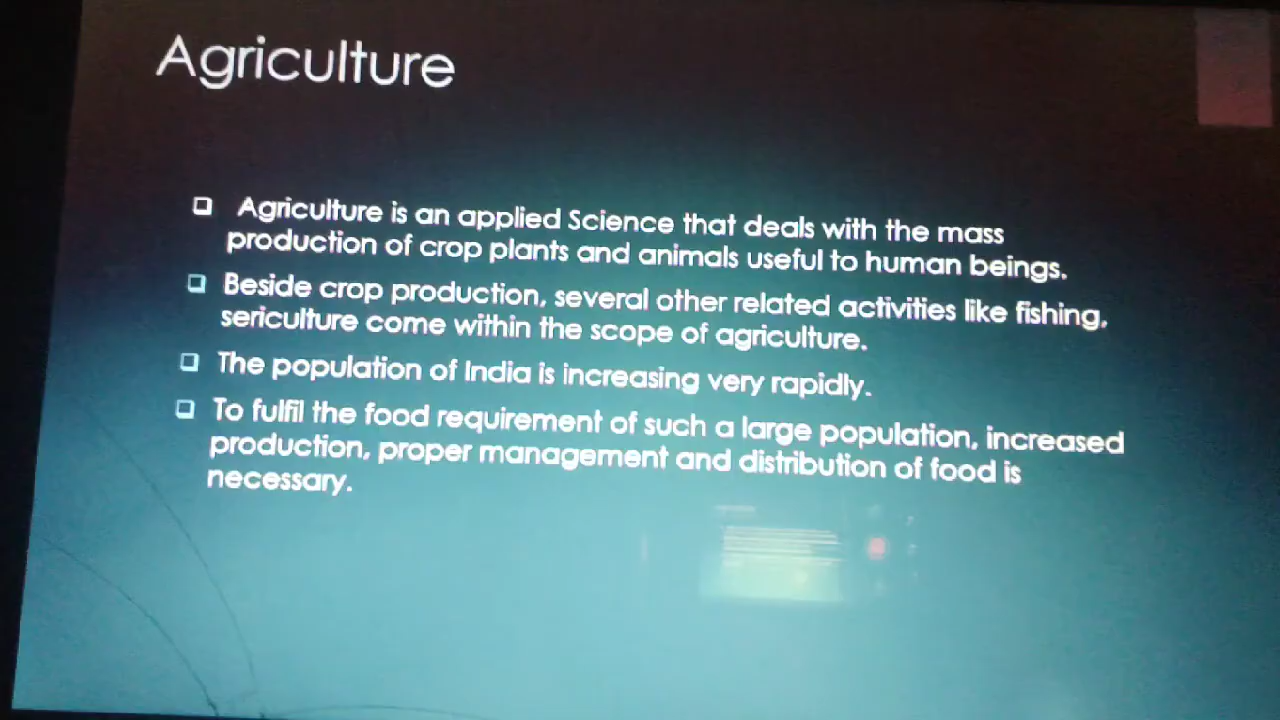 Agriculture
Agriculture is an applied Science that deals with the mass
production of crop plants and animals useful to human beings.
Beside crop production, several other related activities like fishing,
sericulture come within the scope of agriculture.
The population of India is increasing very rapidly.
To fulfil the food requirement of such a large population, increased
production, proper management and distribution of food is
necessary.